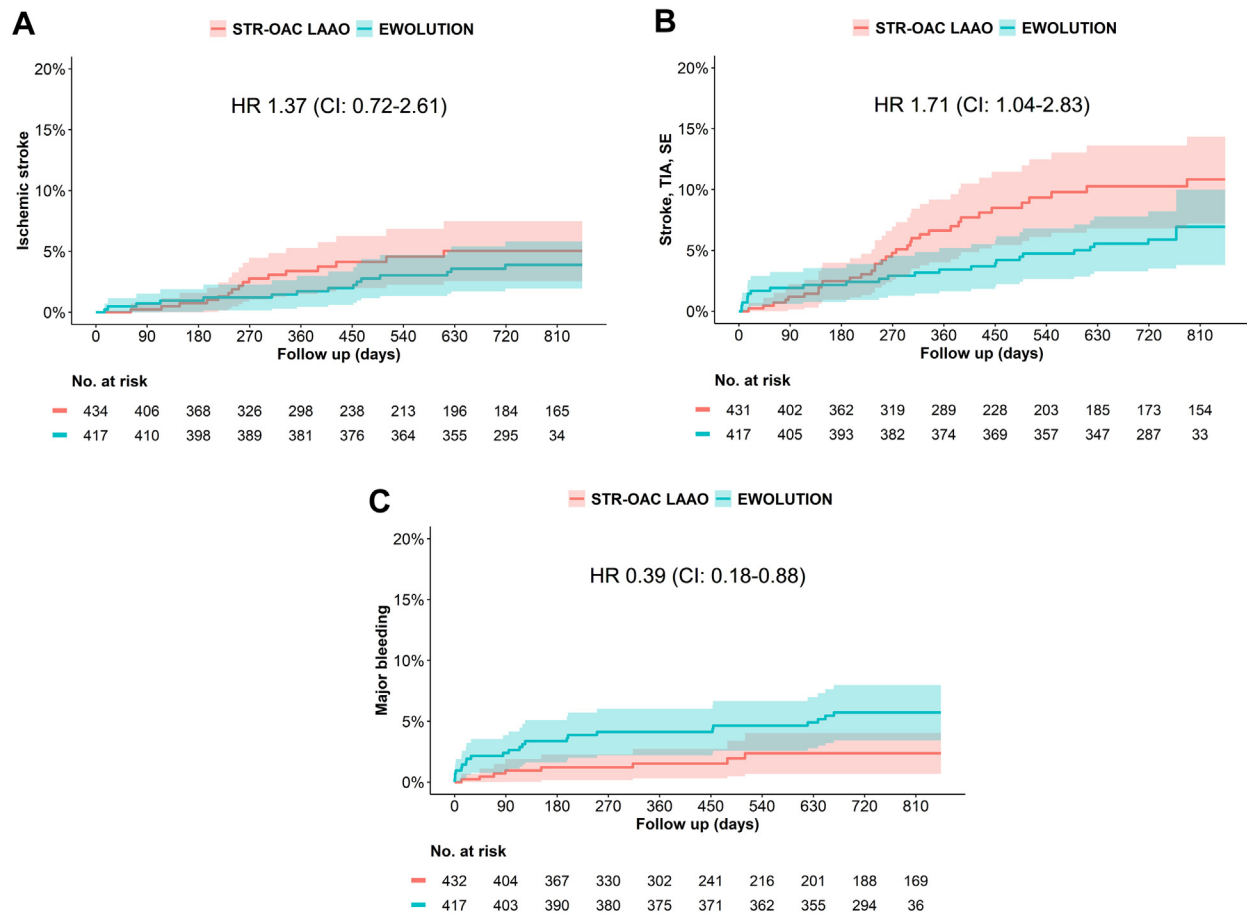 A
STR-OAC LAAO EWOLUTION
HR 1.37 (CI: 0.72-2.61)
Ischemic stroke
20%
15%
10%
5%
0%
0 90 180 270 360 450 540 630 720 810
Follow up (days)
No. at risk
434 406 368 326 298 238 213 196 184 165
417 410 398 389 381 376 364 355 295 34
B
STR-OAC LAAO EWOLUTION
HR 1.71 (CI: 1.04-2.83)
Stroke, TIA, SE
20%
15%
10%
5%
0%
0 90 180 270 360 450 540 630 720 810
Follow up (days)
No. at risk
431 402 362 319 289 228 203 185 173 154
417 405 393 382 374 369 357 347 287 33
C
STR-OAC LAAO EWOLUTION
HR 0.39 (CI: 0.18-0.88)
Major bleeding
20%
15%
10%
5%
0%
0 90 180 270 360 450 540 630 720 810
Follow up (days)
No. at risk
432 404 367 330 302 241 216 201 188 169
417 403 390 380 375 371 362 355 294 36